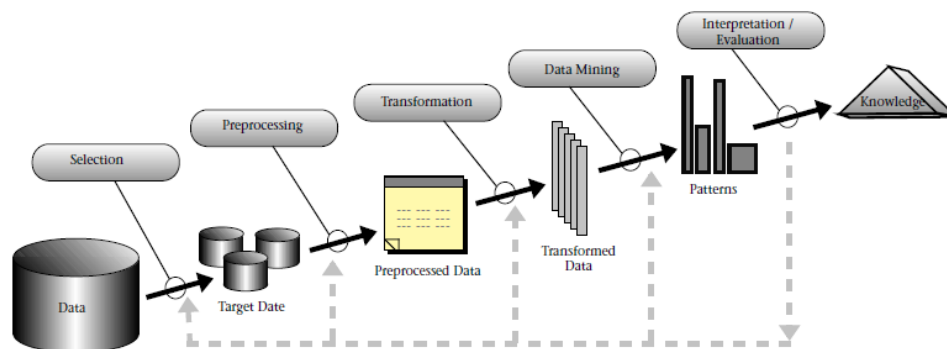 Interpretation /
Evaluation
Data Mining
Transformation
Preprocessing
Selection
Data
Target Date
Preprocessed Data
Transformed
Data
Patterns
Knowledge